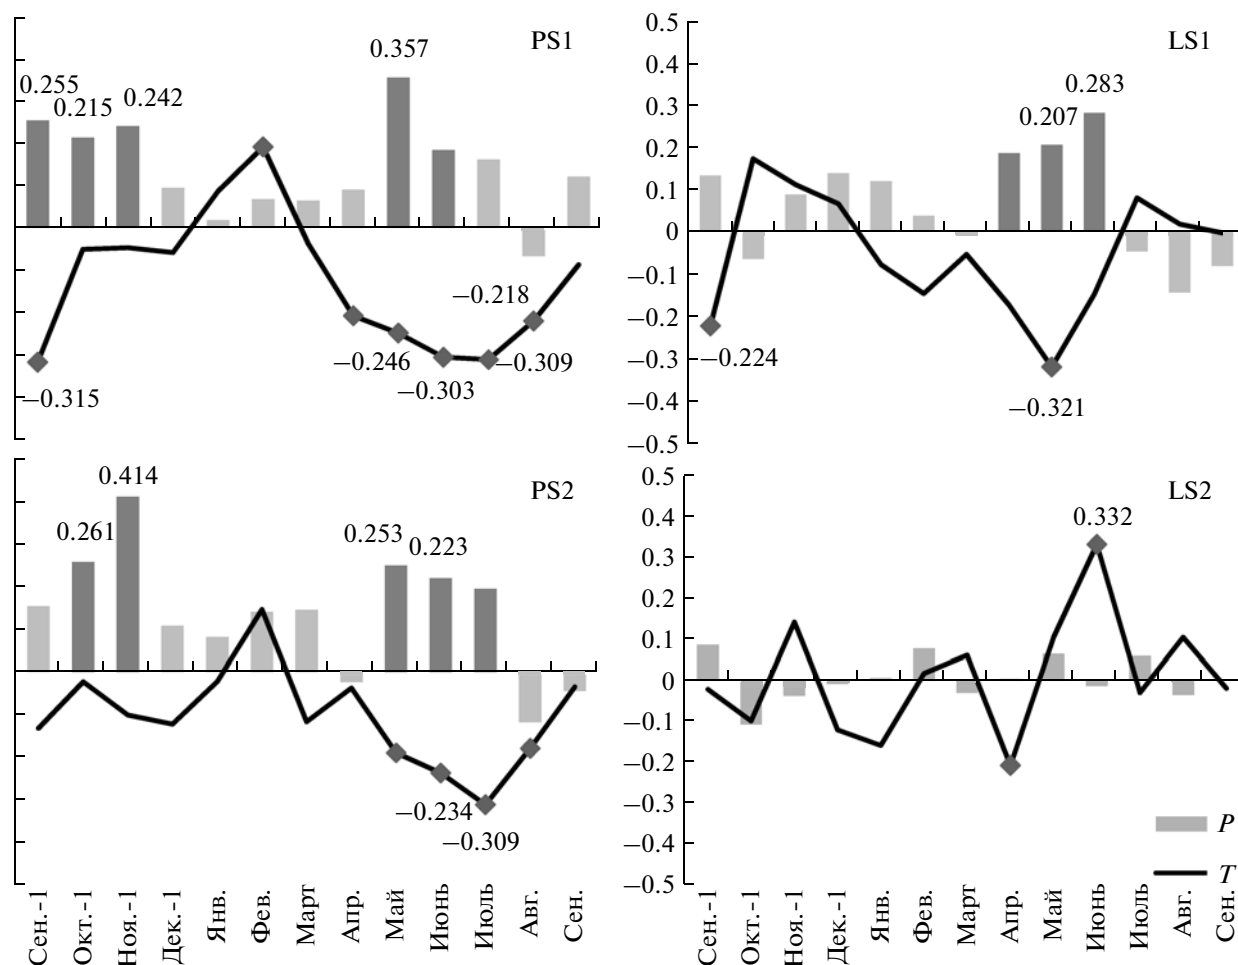 PS1
0.255
0.215
0.242
0.357
−0.315
−0.246
−0.303
−0.218
−0.309
LS1
0.5
0.4
0.3
0.2
0.1
0
−0.1
−0.2
−0.3
−0.4
−0.5
0.207
0.283
−0.224
−0.321
PS2
0.261
0.414
0.253
0.223
−0.234
−0.309
Сен.-1
Окт.-1
Ноя.-1
Дек.-1
Янв.
Фев.
Март
Апр.
Май
Июнь
Июль
Авг.
Сен.
LS2
0.5
0.4
0.3
0.2
0.1
0
−0.1
−0.2
−0.3
−0.4
−0.5
0.332
P
T
Сен.-1
Окт.-1
Ноя.-1
Дек.-1
Янв.
Фев.
Март
Апр.
Май
Июнь
Июль
Авг.
Сен.